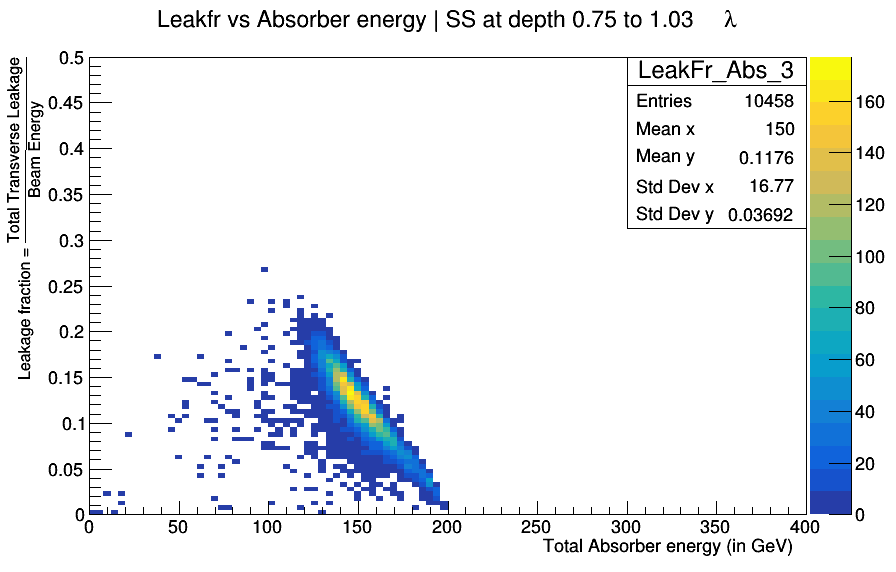 Leakfr vs Absorber energy | SS at depth 0.75 to 1.03 λ
LeakFr_Abs_3
Entries 10458
Mean x 150
Mean y 0.1176
Std Dev x 16.77
Std Dev y 0.03692
Leakage fraction = Total Transverse Leakage
Beam Energy
0.5
0.45
0.4
0.35
0.3
0.25
0.2
0.15
0.1
0.05
0
0 50 100 150 200 250 300 350 400
Total Absorber energy (in GeV)
160
140
120
100
80
60
40
20
0